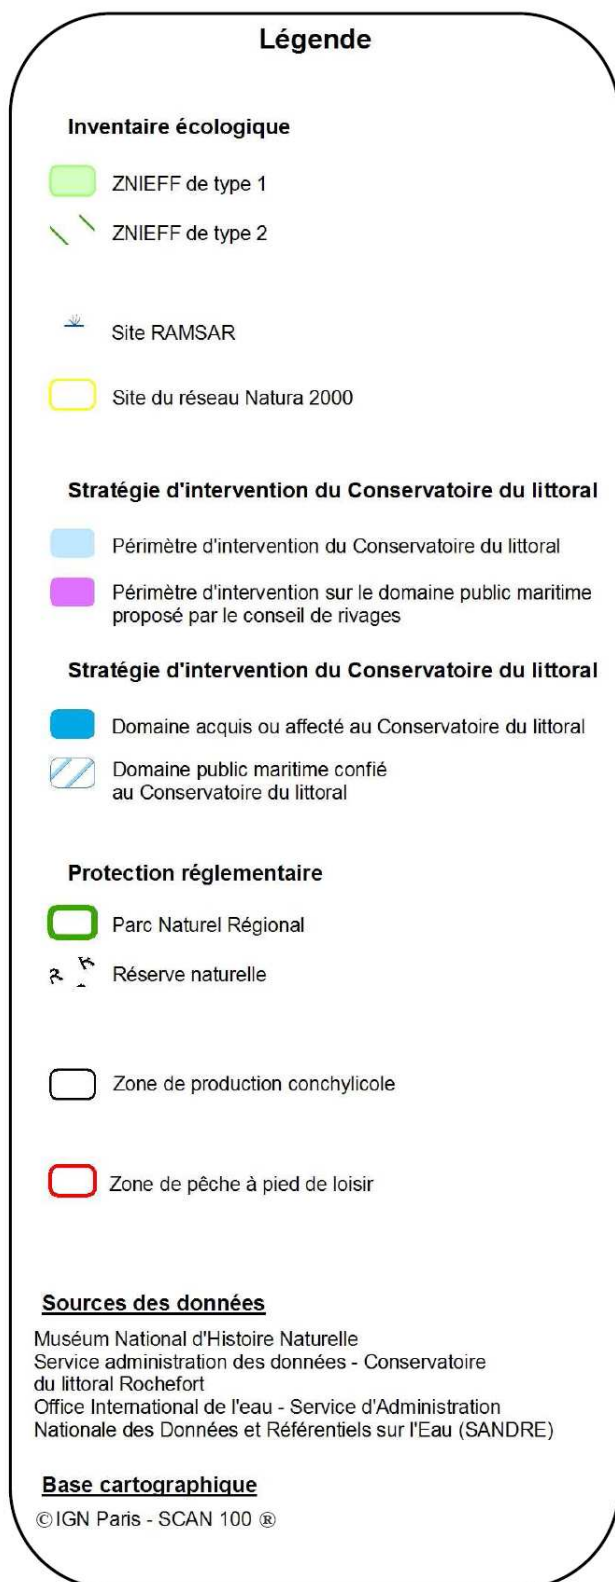 Légende
Inventaire écologique
ZNIEFF de type 1
ZNIEFF de type 2
Site RAMSAR
Site du réseau Natura 2000
Stratégie d'intervention du Conservatoire du littoral
Périmètre d'intervention du Conservatoire du littoral
Périmètre d'intervention sur le domaine public maritime
proposé par le conseil de rivages
Stratégie d'intervention du Conservatoire du littoral
Domaine acquis ou affecté au Conservatoire du littoral
Domaine public maritime confié
au Conservatoire du littoral
Protection réglementaire
Parc Naturel Régional
Réserve naturelle
Zone de production conchylicole
Zone de pêche à pied de loisir
Sources des données
Muséum National d'Histoire Naturelle
Service administration des données - Conservatoire
du littoral Rochefort
Office International de l'eau - Service d'Administration
Nationale des Données et Référentiels sur l'Eau (SANDRE)
Base cartographique
© IGN Paris - SCAN 100 ®